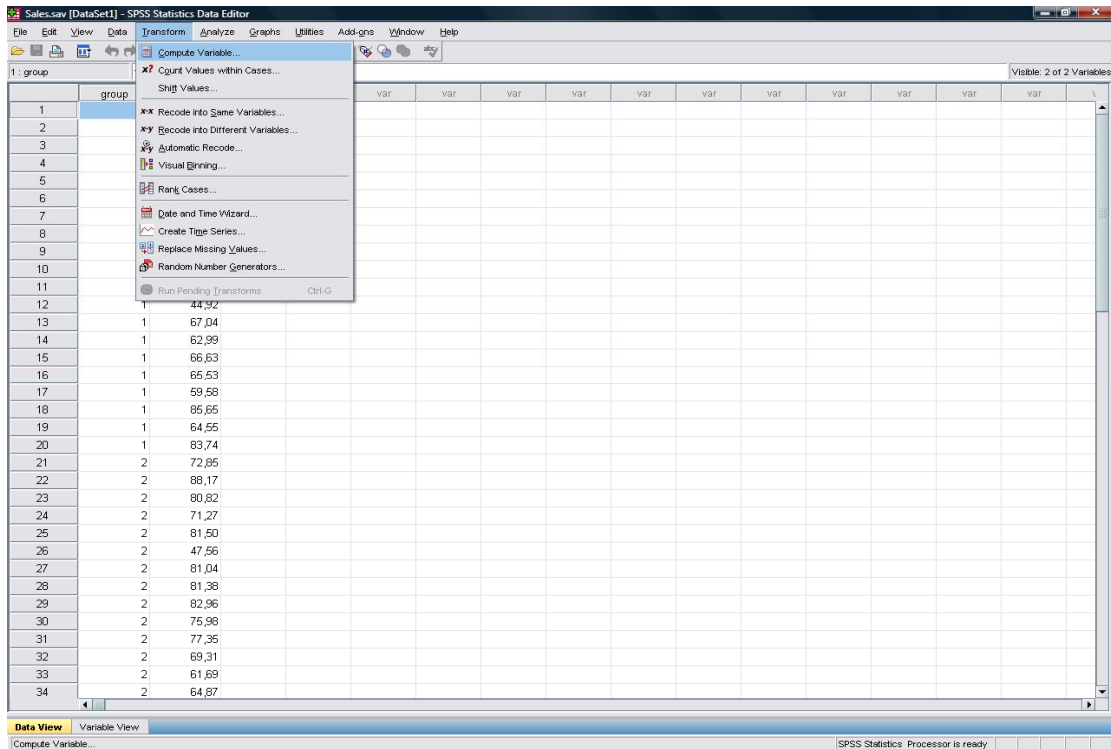 Sales.sav [DataSet1] - SPSS Statistics Data Editor
File Edit View Data Transform Analyze Graphs Utilities Add-ons Window Help
Compute Variable...
Count Values within Cases...
Shift Values...
Recode into Same Variables...
Recode into Different Variables...
Automatic Recode...
Visual Binning...
Rank Cases...
Date and Time Wizard...
Create Time Series...
Replace Missing Values...
Random Number Generators...
Run Pending Transforms Ctrl-G
1 : group Visible: 2 of 2 Variables
group var var var var var var var var var var var
1
2
3
4
5
6
7
8
9
10
11
12 1 44,92
13 1 67,04
14 1 62,99
15 1 66,63
16 1 65,53
17 1 59,58
18 1 85,65
19 1 64,55
20 1 83,74
21 2 72,85
22 2 88,17
23 2 80,82
24 2 71,27
25 2 81,50
26 2 47,56
27 2 81,04
28 2 81,38
29 2 82,96
30 2 75,98
31 2 77,35
32 2 69,31
33 2 61,69
34 2 64,87
Data View Variable View
Compute Variable... SPSS Statistics Processor is ready